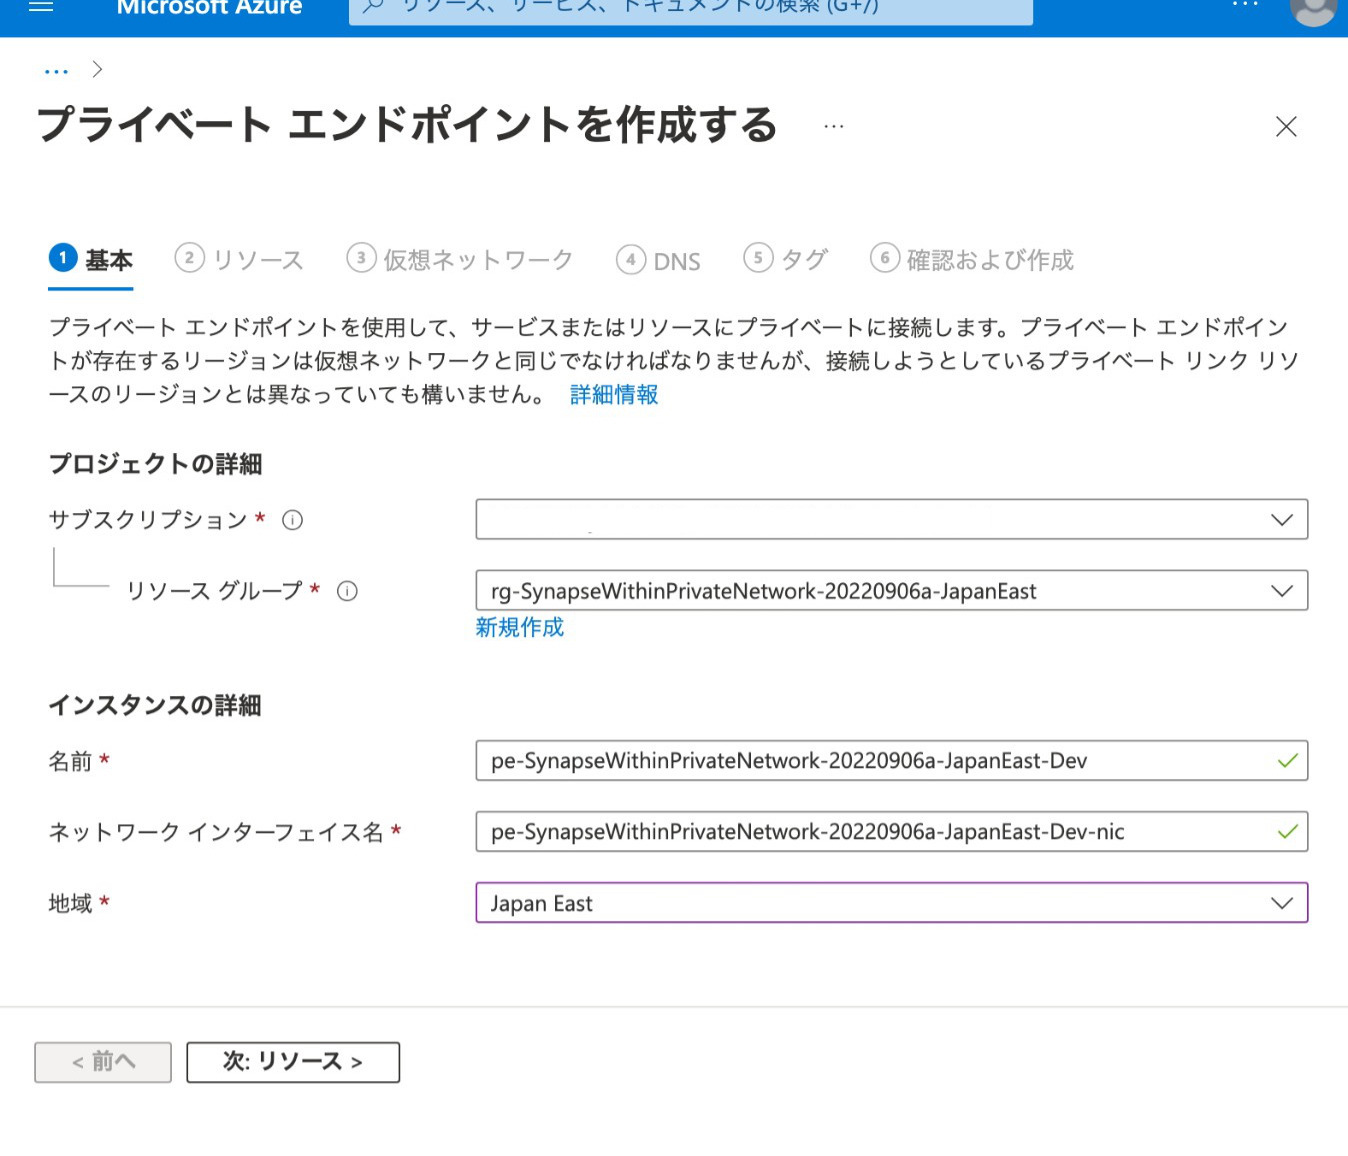 Microsoft Azure
リソース、サービス、ドキュメントの検索 (G+/)
...
... >
プライベート エンドポイントを作成する ...
1 基本 2 リソース 3 仮想ネットワーク 4 DNS 5 タグ 6 確認および作成
プライベート エンドポイントを使用して、サービスまたはリソースにプライベートに接続します。プライベート エンドポイン
トが存在するリージョンは仮想ネットワークと同じでなければなりませんが、接続しようとしているプライベート リンク リソ
ースのリージョンとは異なっていても構いません。 詳細情報
プロジェクトの詳細
サブスクリプション *
リソース グループ *
rg-SynapseWithinPrivateNetwork-20220906a-JapanEast
新規作成
インスタンスの詳細
名前 *
pe-SynapseWithinPrivateNetwork-20220906a-JapanEast-Dev
ネットワーク インターフェイス名 *
pe-SynapseWithinPrivateNetwork-20220906a-JapanEast-Dev-nic
地域 *
Japan East
< 前へ
次: リソース >